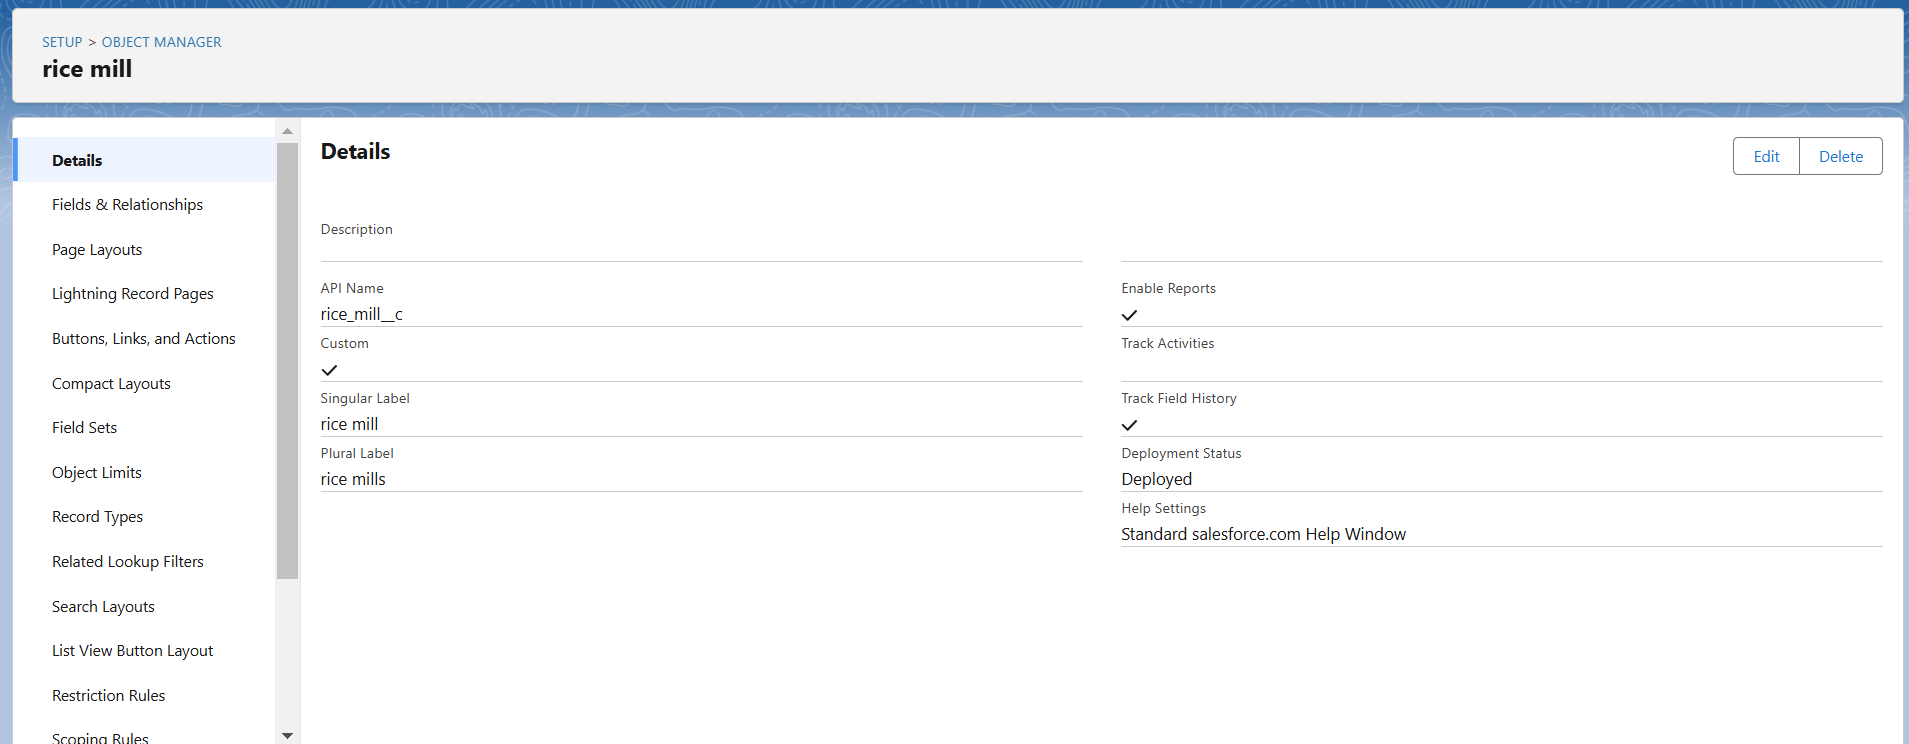 SETUP > OBJECT MANAGER
rice mill
Details
Fields & Relationships
Page Layouts
Lightning Record Pages
Buttons, Links, and Actions
Compact Layouts
Field Sets
Object Limits
Record Types
Related Lookup Filters
Search Layouts
List View Button Layout
Restriction Rules
Scoping Rules
Details
Edit
Delete
Description
API Name
rice_mill__c
Custom
Singular Label
rice mill
Plural Label
rice mills
Enable Reports
Track Activities
Track Field History
Deployment Status
Deployed
Help Settings
Standard salesforce.com Help Window